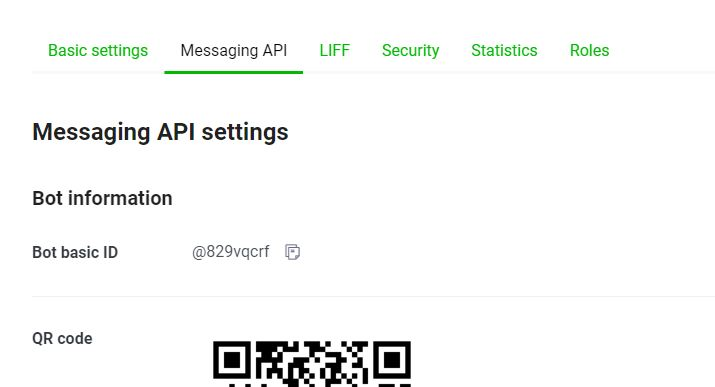 Basic settings Messaging API LIFF Security Statistics Roles
Messaging API settings
Bot information
Bot basic ID @829vqcrf
QR code